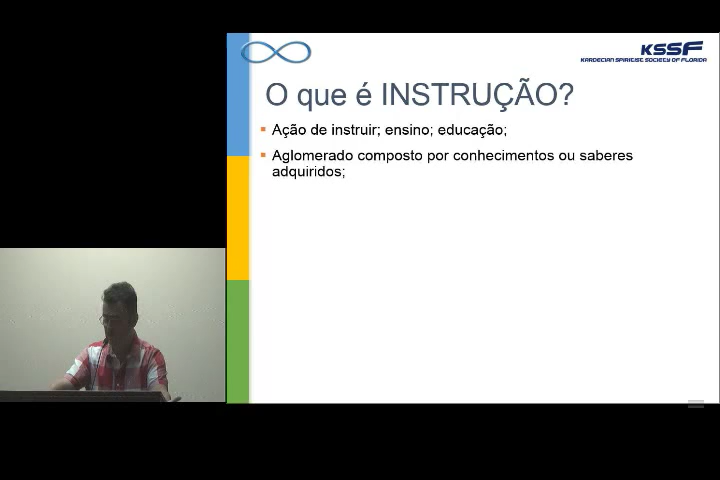 KSSF
KARDECIAN SPIRITIST SOCIETY OF FLORIDA
O que é INSTRUÇÃO?
Ação de instruir; ensino; educação;
Aglomerado composto por conhecimentos ou saberes
adquiridos;